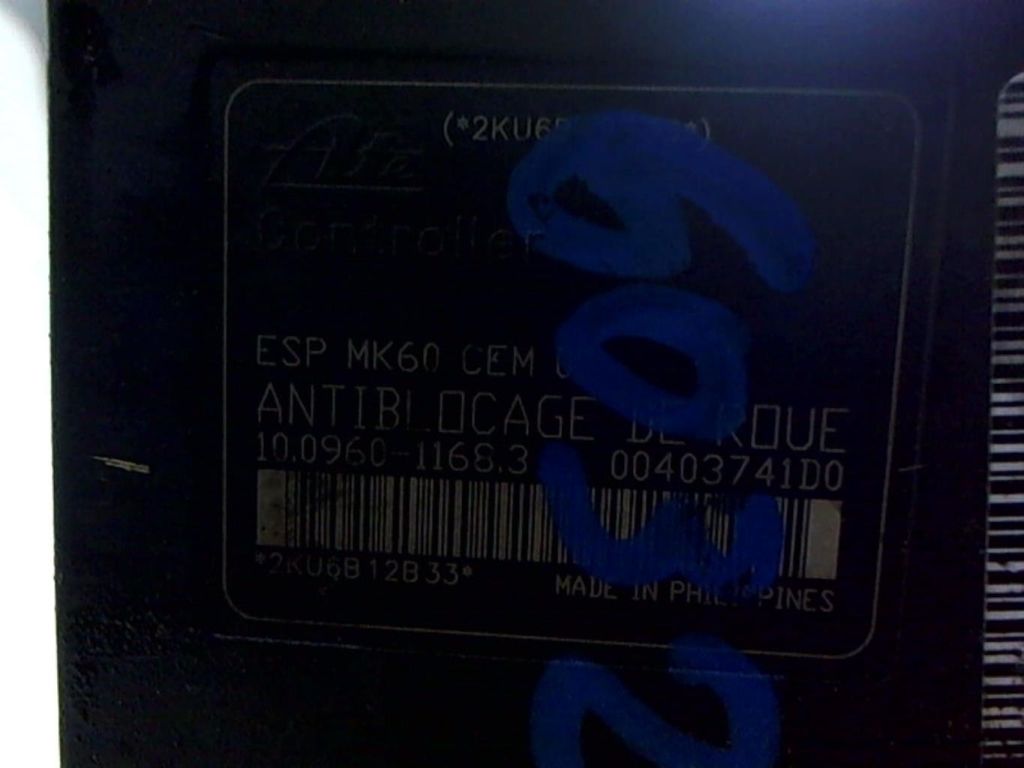 Ate
Controller
ESP MK60 CEM
ANTIBLOCAGE DE ROUE
10.0960-1168.3 00403741D0
*2KU6B12B33*
MADE IN PHILIPPINES